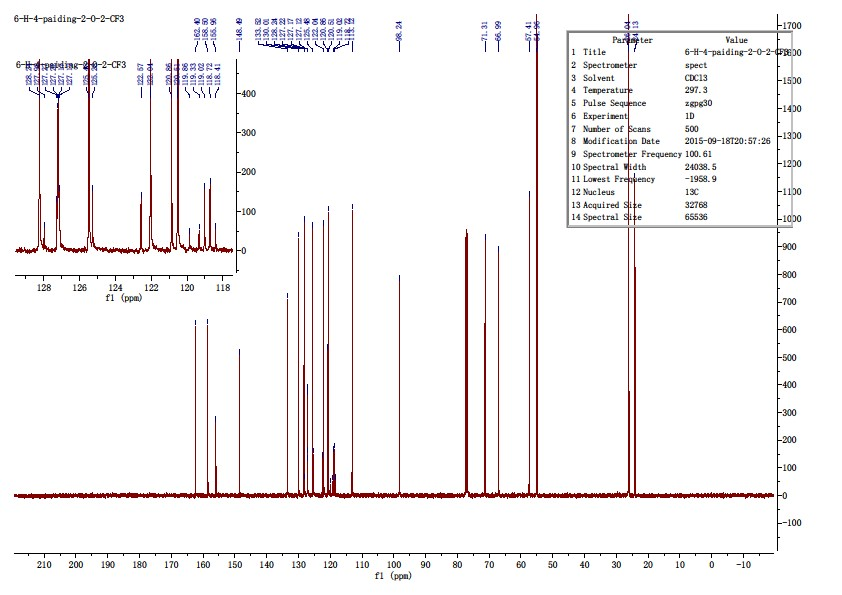 6-H-4-paiding-2-O-2-CF3
162.40
158.50
155.96
148.49
133.52
130.01
128.24
127.22
127.17
127.12
125.48
122.04
120.86
120.51
119.02
118.72
113.12
98.24
71.31
66.99
57.41
54.96
6-H-4-paiding-2-O-2-CF3
122.57
122.04
120.86
120.51
119.86
119.33
119.02
118.72
118.41
400
300
200
100
0
128 126 124 122 120 118
f1 (ppm)
Parameter Value
1 Title 6-H-4-paiding-2-O-2-CF3
2 Spectrometer spect
3 Solvent CDCl3
4 Temperature 297.3
5 Pulse Sequence zgpg30
6 Experiment 1D
7 Number of Scans 500
8 Modification Date 2015-09-18T20:57:26
9 Spectrometer Frequency 100.61
10 Spectral Width 24038.5
11 Lowest Frequency -1958.9
12 Nucleus 13C
13 Acquired Size 32768
14 Spectral Size 65536
1700
1600
1500
1400
1300
1200
1100
1000
900
800
700
600
500
400
300
200
100
0
-100
210 200 190 180 170 160 150 140 130 120 110 100 90 80 70 60 50 40 30 20 10 0 -10
f1 (ppm)